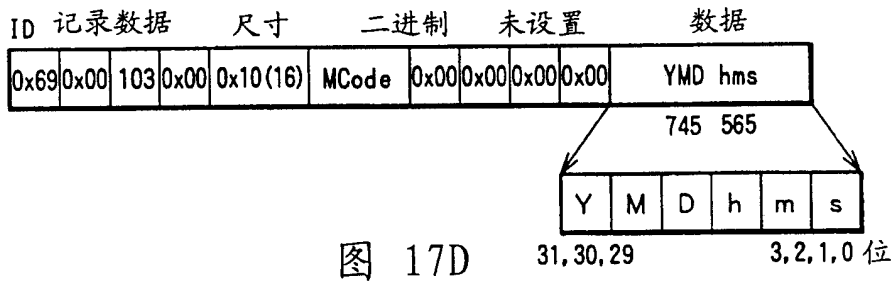 ID 记录数据 尺寸 二进制 未设置 数据
0x69 0x00 103 0x00 0x10(16) MCode 0x00 0x00 0x00 0x00 YMD hms
745 565
Y M D h m s
31,30,29 3,2,1,0 位
图 17D